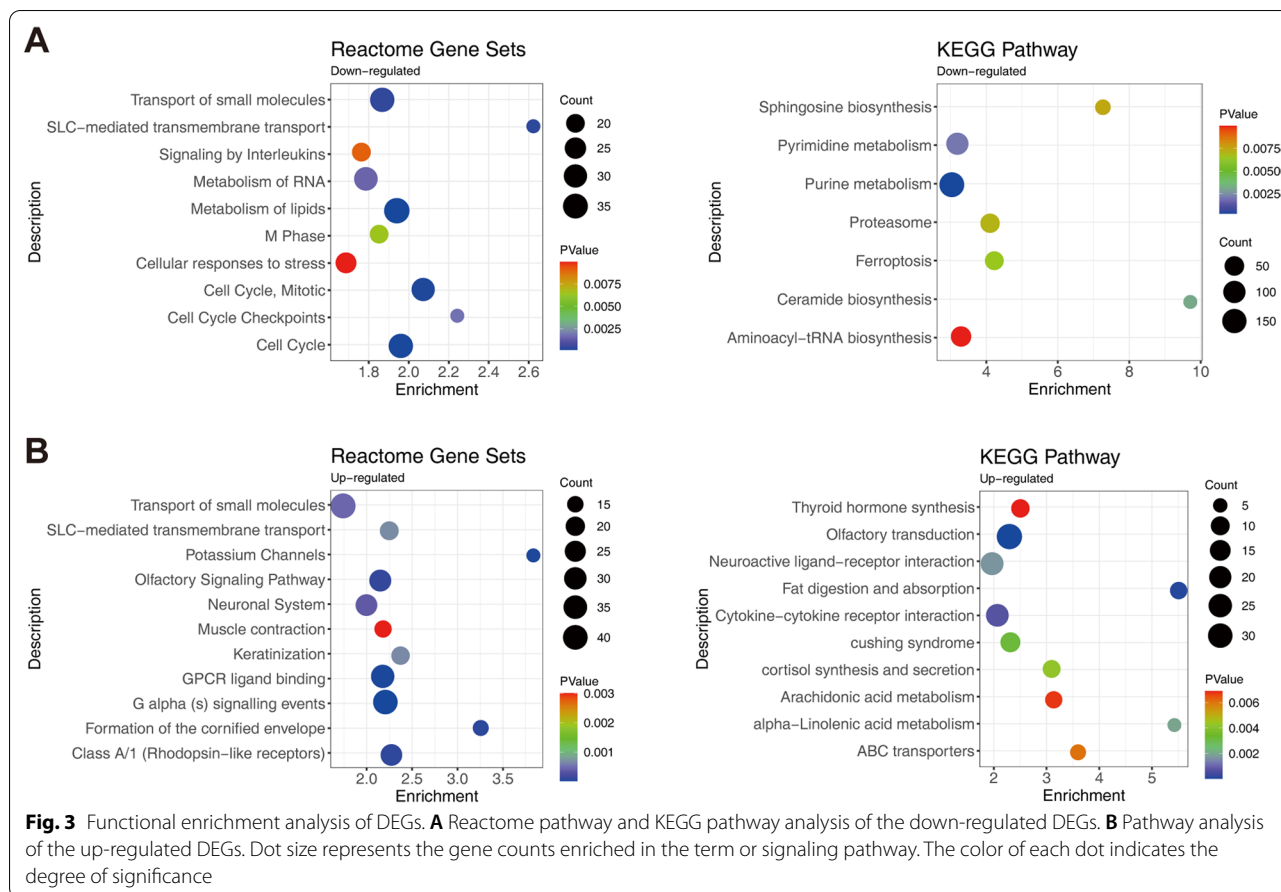 A
Reactome Gene Sets
Down-regulated
Transport of small molecules
SLC-mediated transmembrane transport
Signaling by Interleukins
Metabolism of RNA
Metabolism of lipids
M Phase
Cellular responses to stress
Cell Cycle, Mitotic
Cell Cycle Checkpoints
Cell Cycle
Description
1.8 2.0 2.2 2.4 2.6
Enrichment
Count
20
25
30
35
PValue
0.0075
0.0050
0.0025
KEGG Pathway
Down-regulated
Sphingosine biosynthesis
Pyrimidine metabolism
Purine metabolism
Proteasome
Ferroptosis
Ceramide biosynthesis
Aminoacyl-tRNA biosynthesis
Description
4 6 8 10
Enrichment
PValue
0.0075
0.0050
0.0025
Count
50
100
150
B
Reactome Gene Sets
Up-regulated
Transport of small molecules
SLC-mediated transmembrane transport
Potassium Channels
Olfactory Signaling Pathway
Neuronal System
Muscle contraction
Keratinization
GPCR ligand binding
G alpha (s) signalling events
Formation of the cornified envelope
Class A/1 (Rhodopsin-like receptors)
Description
2.0 2.5 3.0 3.5
Enrichment
Count
15
20
25
30
35
40
PValue
0.003
0.002
0.001
KEGG Pathway
Up-regulated
Thyroid hormone synthesis
Olfactory transduction
Neuroactive ligand-receptor interaction
Fat digestion and absorption
Cytokine-cytokine receptor interaction
cushing syndrome
cortisol synthesis and secretion
Arachidonic acid metabolism
alpha-Linolenic acid metabolism
ABC transporters
Description
2 3 4 5
Enrichment
Count
5
10
15
20
25
30
PValue
0.006
0.004
0.002
Fig. 3 Functional enrichment analysis of DEGs. A Reactome pathway and KEGG pathway analysis of the down-regulated DEGs. B Pathway analysis
of the up-regulated DEGs. Dot size represents the gene counts enriched in the term or signaling pathway. The color of each dot indicates the
degree of significance